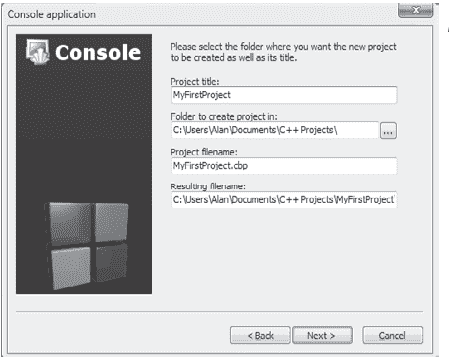 Console application
Console
Please select the folder where you want the new project
to be created as well as its title.
Project title:
MyFirstProject
Folder to create project in:
C:\Users\Alan\Documents\C++ Projects\
...
Project filename:
MyFirstProject.cbp
Resulting filename:
C:\Users\Alan\Documents\C++ Projects\MyFirstProject
< Back
Next >
Cancel